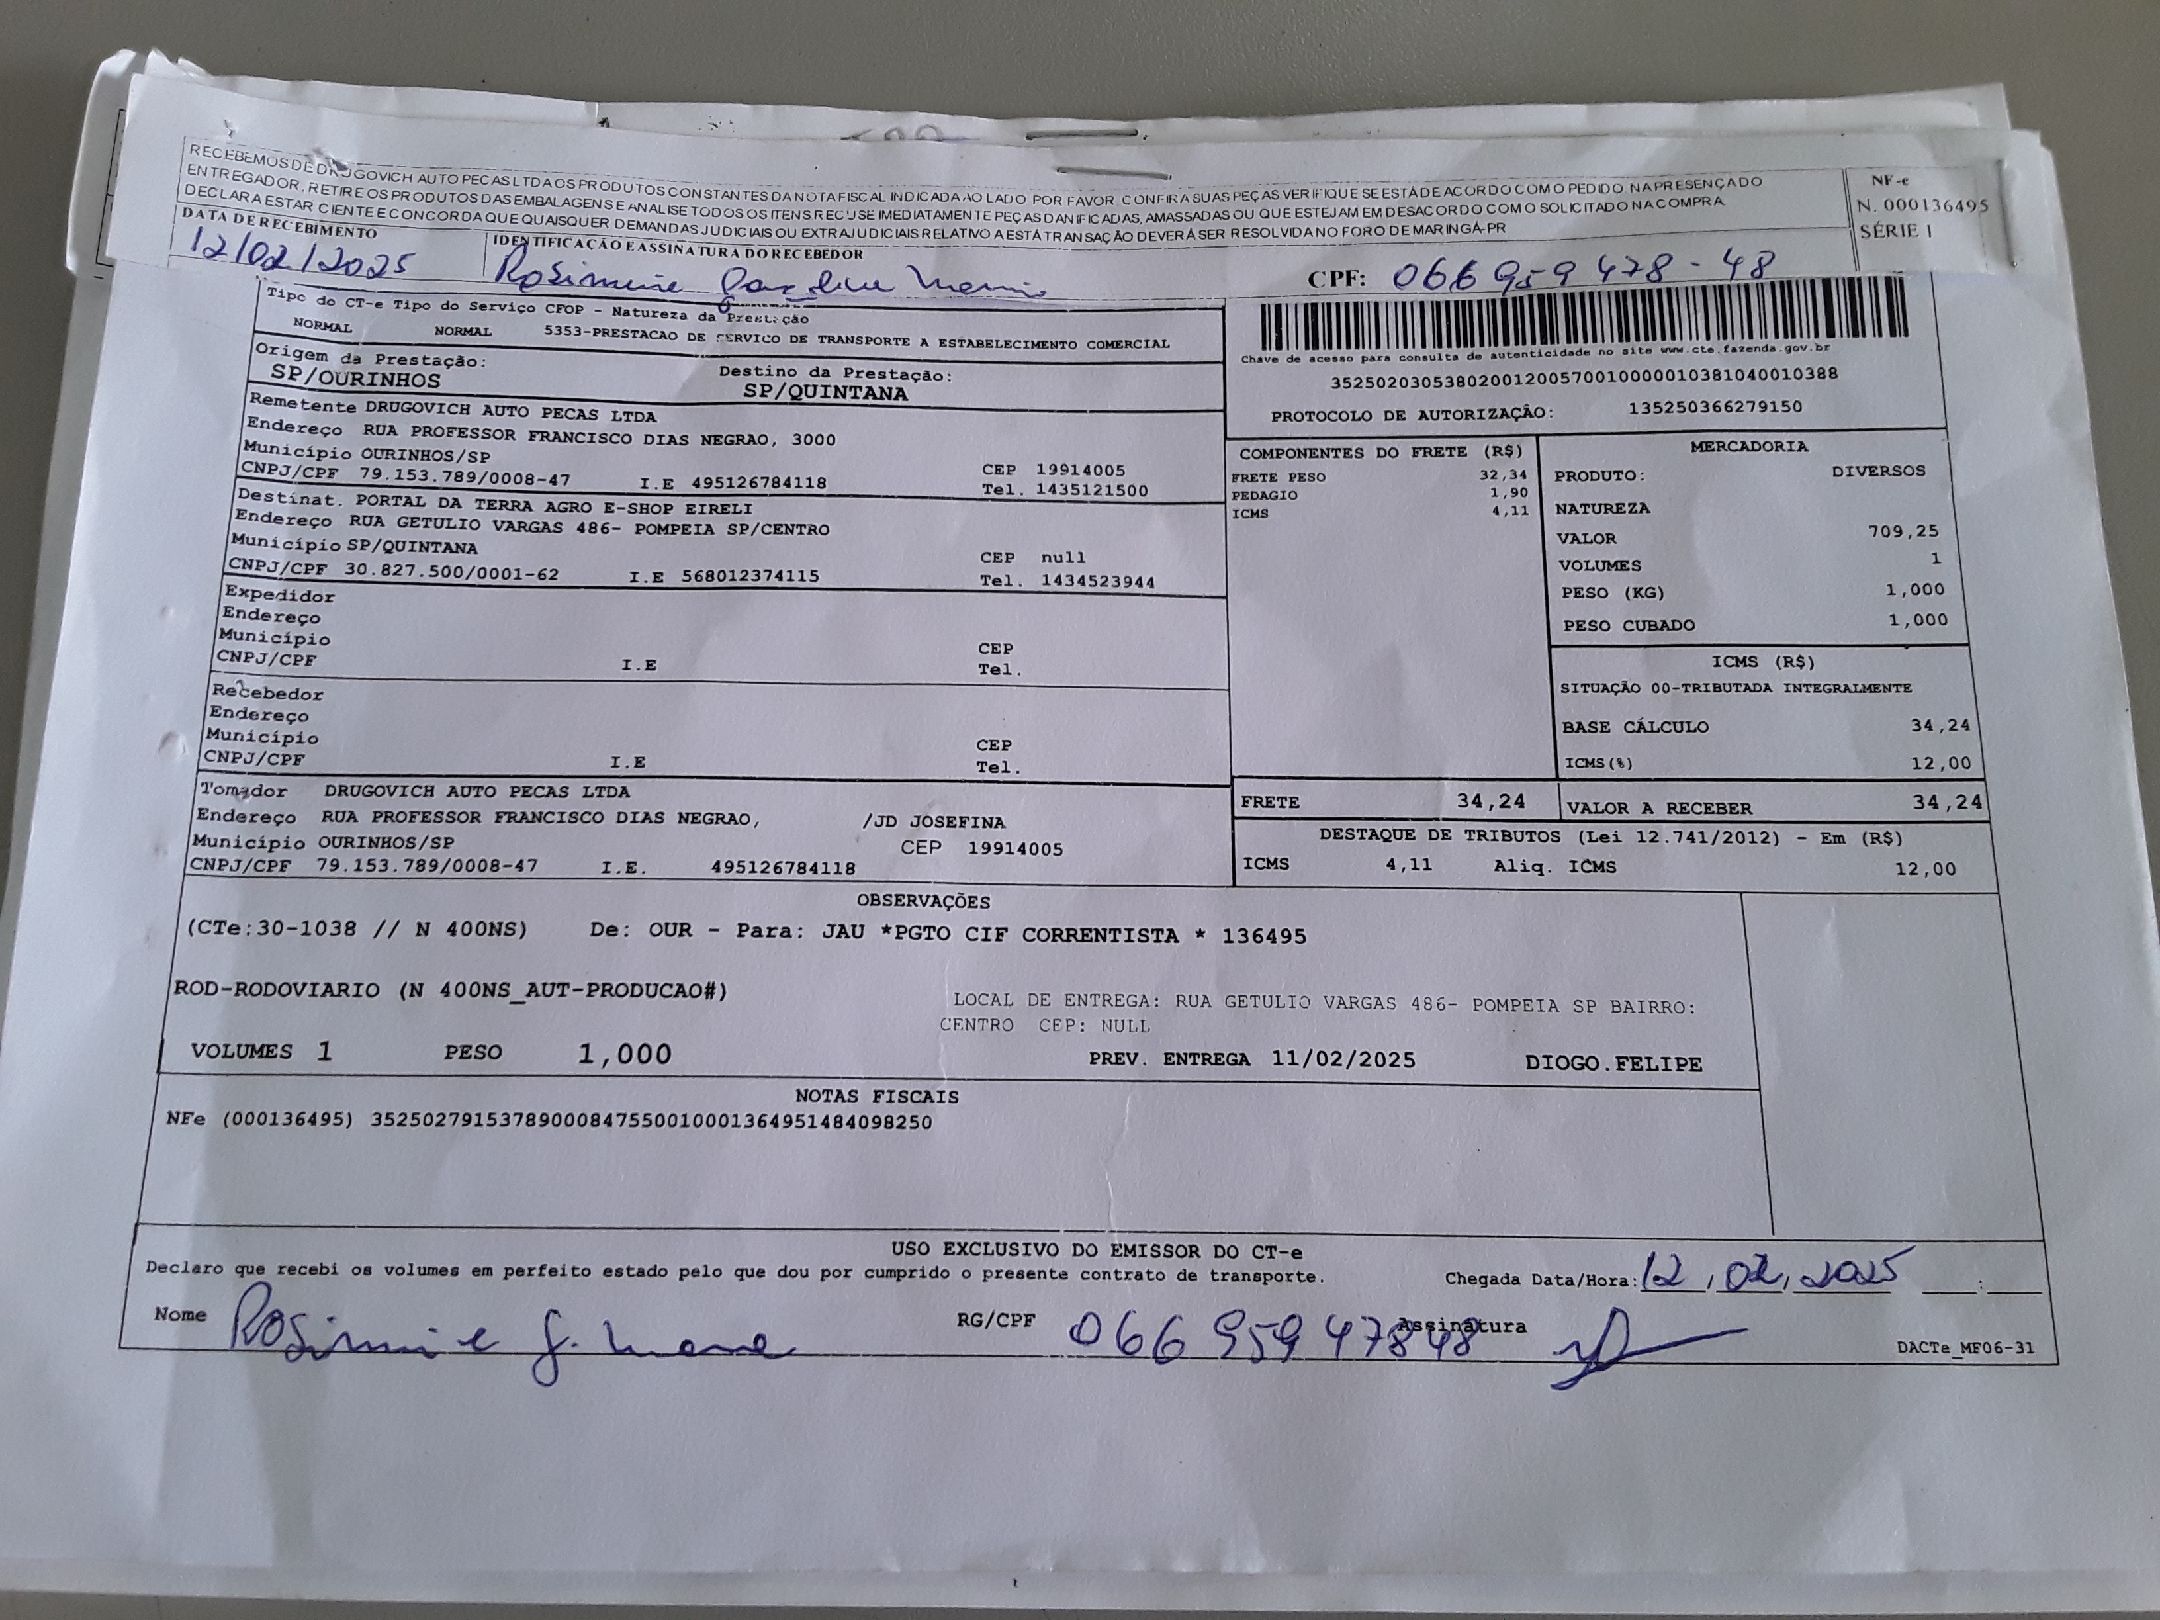 RECEBEMOS DE DRUGOVICH AUTO PECAS LTDA OS PRODUTOS CONSTANTES DA NOTA FISCAL INDICADA AO LADO POR FAVOR CONFIRA SUAS PEÇAS VERIFIQUE SE ESTÁ DE ACORDO COM O PEDIDO NA PRESENÇA DO
ENTREGADOR, RETIRE OS PRODUTOS DAS EMBALAGENS E ANALISE TODOS OS ITENS RECUSE IMEDIATAMENTE PEÇAS DANIFICADAS, AMASSADAS OU QUE ESTEJAM EM DESACORDO COM O SOLICITADO NA COMPRA
DECLARA ESTAR CIENTE E CONCORDA QUE QUAISQUER DEMANDAS JUDICIAIS OU EXTRAJUDICIAIS RELATIVO A ESTÁ TRANSAÇÃO DEVERÁ SER RESOLVIDA NO FORO DE MARINGÁ-PR
NF-e
N. 000136495
SÉRIE 1
DATA DE RECEBIMENTO
12/02/2025
IDENTIFICAÇÃO E ASSINATURA DO RECEBEDOR
CPF: 066 959 478-48
Tipo do CT-e Tipo do Serviço CFOP - Natureza da Prestação
NORMAL NORMAL 5353-PRESTACAO DE SERVICO DE TRANSPORTE A ESTABELECIMENTO COMERCIAL
Origem da Prestação:
SP/OURINHOS
Destino da Prestação:
SP/QUINTANA
Chave de acesso para consulta de autenticidade no site www.cte.fazenda.gov.br
35250203053802001200570010000010381040010388
PROTOCOLO DE AUTORIZAÇÃO: 135250366279150
Remetente DRUGOVICH AUTO PECAS LTDA
Endereço RUA PROFESSOR FRANCISCO DIAS NEGRAO, 3000
Município OURINHOS/SP CEP 19914005
CNPJ/CPF 79.153.789/0008-47 I.E 495126784118 Tel. 1435121500
Destinat. PORTAL DA TERRA AGRO E-SHOP EIRELI
Endereço RUA GETULIO VARGAS 486- POMPEIA SP/CENTRO
Município SP/QUINTANA CEP null
CNPJ/CPF 30.827.500/0001-62 I.E 568012374115 Tel. 1434523944
Expedidor
Endereço
Município CEP
CNPJ/CPF I.E Tel.
Recebedor
Endereço
Município CEP
CNPJ/CPF I.E Tel.
Tomador DRUGOVICH AUTO PECAS LTDA
Endereço RUA PROFESSOR FRANCISCO DIAS NEGRAO, /JD JOSEFINA
Município OURINHOS/SP CEP 19914005
CNPJ/CPF 79.153.789/0008-47 I.E. 495126784118
COMPONENTES DO FRETE (R$)
FRETE PESO 32,34
PEDAGIO 1,90
ICMS 4,11
MERCADORIA
PRODUTO: DIVERSOS
NATUREZA
VALOR 709,25
VOLUMES 1
PESO (KG) 1,000
PESO CUBADO 1,000
ICMS (R$)
SITUAÇÃO 00-TRIBUTADA INTEGRALMENTE
BASE CÁLCULO 34,24
ICMS(%) 12,00
FRETE 34,24 VALOR A RECEBER 34,24
DESTAQUE DE TRIBUTOS (Lei 12.741/2012) - Em (R$)
ICMS 4,11 Aliq. ICMS 12,00
OBSERVAÇÕES
(CTe:30-1038 // N 400NS) De: OUR - Para: JAU *PGTO CIF CORRENTISTA * 136495
ROD-RODOVIARIO (N 400NS_AUT-PRODUCAO#)
LOCAL DE ENTREGA: RUA GETULIO VARGAS 486- POMPEIA SP BAIRRO:
CENTRO CEP: NULL
VOLUMES 1 PESO 1,000 PREV. ENTREGA 11/02/2025 DIOGO.FELIPE
NOTAS FISCAIS
NFe (000136495) 35250279153789000847550010001364951484098250
USO EXCLUSIVO DO EMISSOR DO CT-e
Declaro que recebi os volumes em perfeito estado pelo que dou por cumprido o presente contrato de transporte. Chegada Data/Hora: 12,02,2025 :
Nome RG/CPF 066 959 47848 Assinatura
DACTe_MF06-31